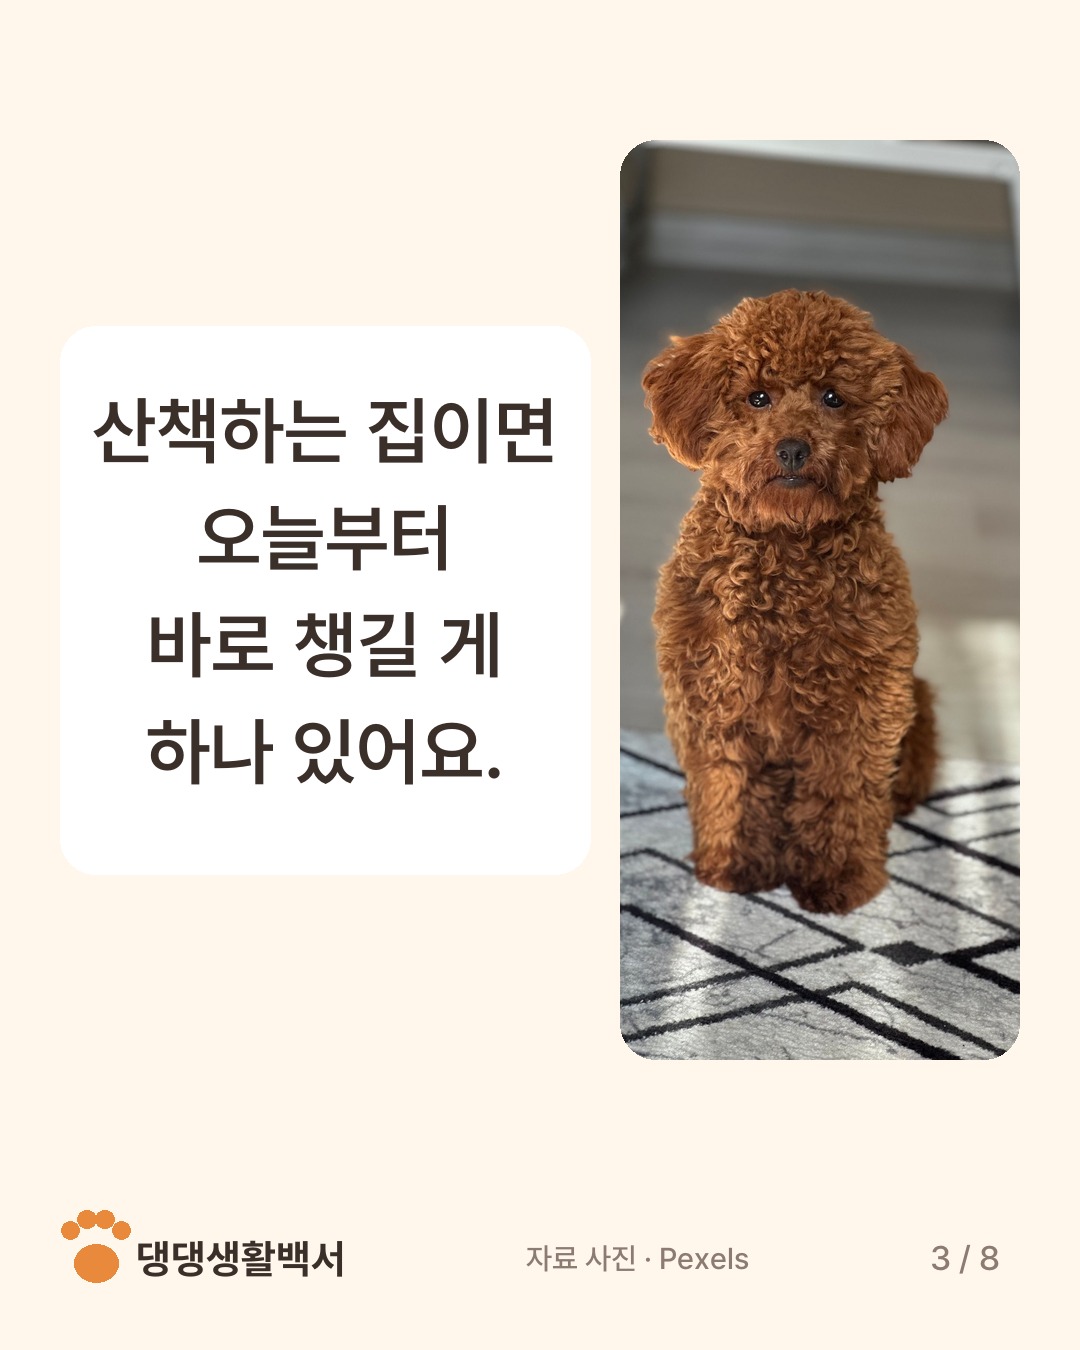 산책하는 집이면
오늘부터
바로 챙길 게
하나 있어요.
댕댕생활백서
자료 사진 · Pexels
3 / 8